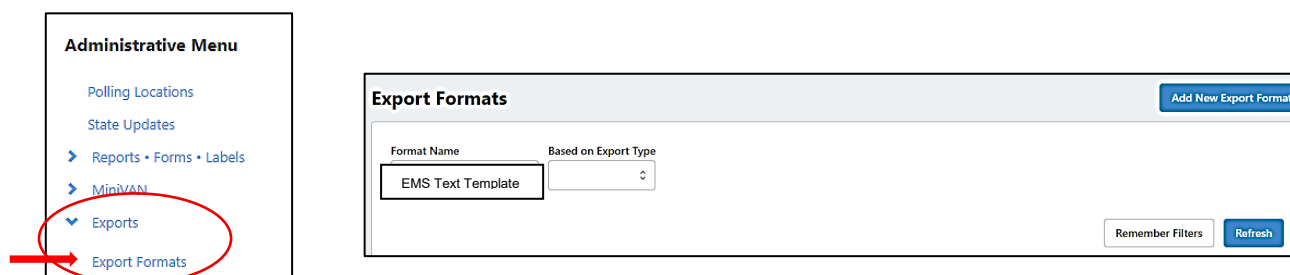 Administrative Menu
Polling Locations
State Updates
Reports • Forms • Labels
MiniVAN
Exports
Export Formats
Export Formats
Add New Export Format
Format Name
Based on Export Type
EMS Text Template
Remember Filters
Refresh